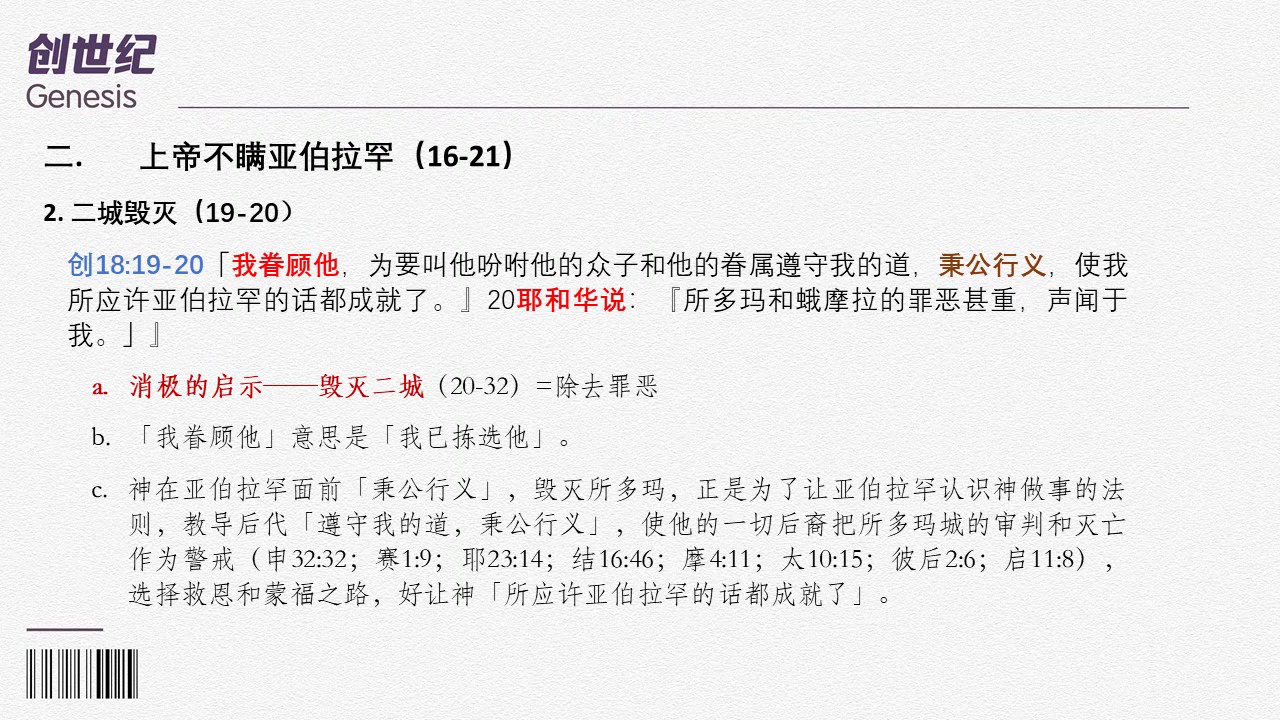 创世纪
Genesis
二. 上帝不瞒亚伯拉罕（16-21）
2. 二城毁灭（19-20）
创18:19-20「我眷顾他，为要叫他吩咐他的众子和他的眷属遵守我的道，秉公行义，使我
所应许亚伯拉罕的话都成就了。』20耶和华说：『所多玛和蛾摩拉的罪恶甚重，声闻于
我。」』
a. 消极的启示——毁灭二城（20-32）=除去罪恶
b. 「我眷顾他」意思是「我已拣选他」。
c. 神在亚伯拉罕面前「秉公行义」，毁灭所多玛，正是为了让亚伯拉罕认识神做事的法
则，教导后代「遵守我的道，秉公行义」，使他的一切后裔把所多玛城的审判和灭亡
作为警戒（申32:32；赛1:9；耶23:14；结16:46；摩4:11；太10:15；彼后2:6；启11:8），
选择救恩和蒙福之路，好让神「所应许亚伯拉罕的话都成就了」。